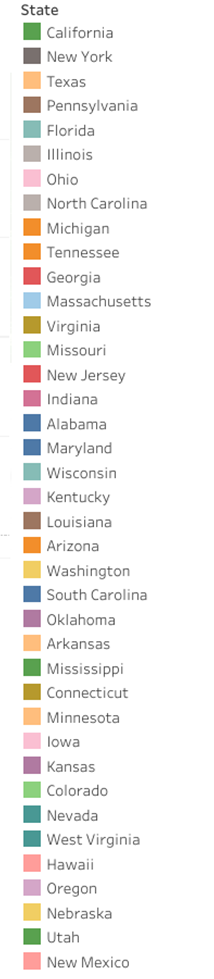 State
California
New York
Texas
Pennsylvania
Florida
Illinois
Ohio
North Carolina
Michigan
Tennessee
Georgia
Massachusetts
Virginia
Missouri
New Jersey
Indiana
Alabama
Maryland
Wisconsin
Kentucky
Louisiana
Arizona
Washington
South Carolina
Oklahoma
Arkansas
Mississippi
Connecticut
Minnesota
Iowa
Kansas
Colorado
Nevada
West Virginia
Hawaii
Oregon
Nebraska
Utah
New Mexico